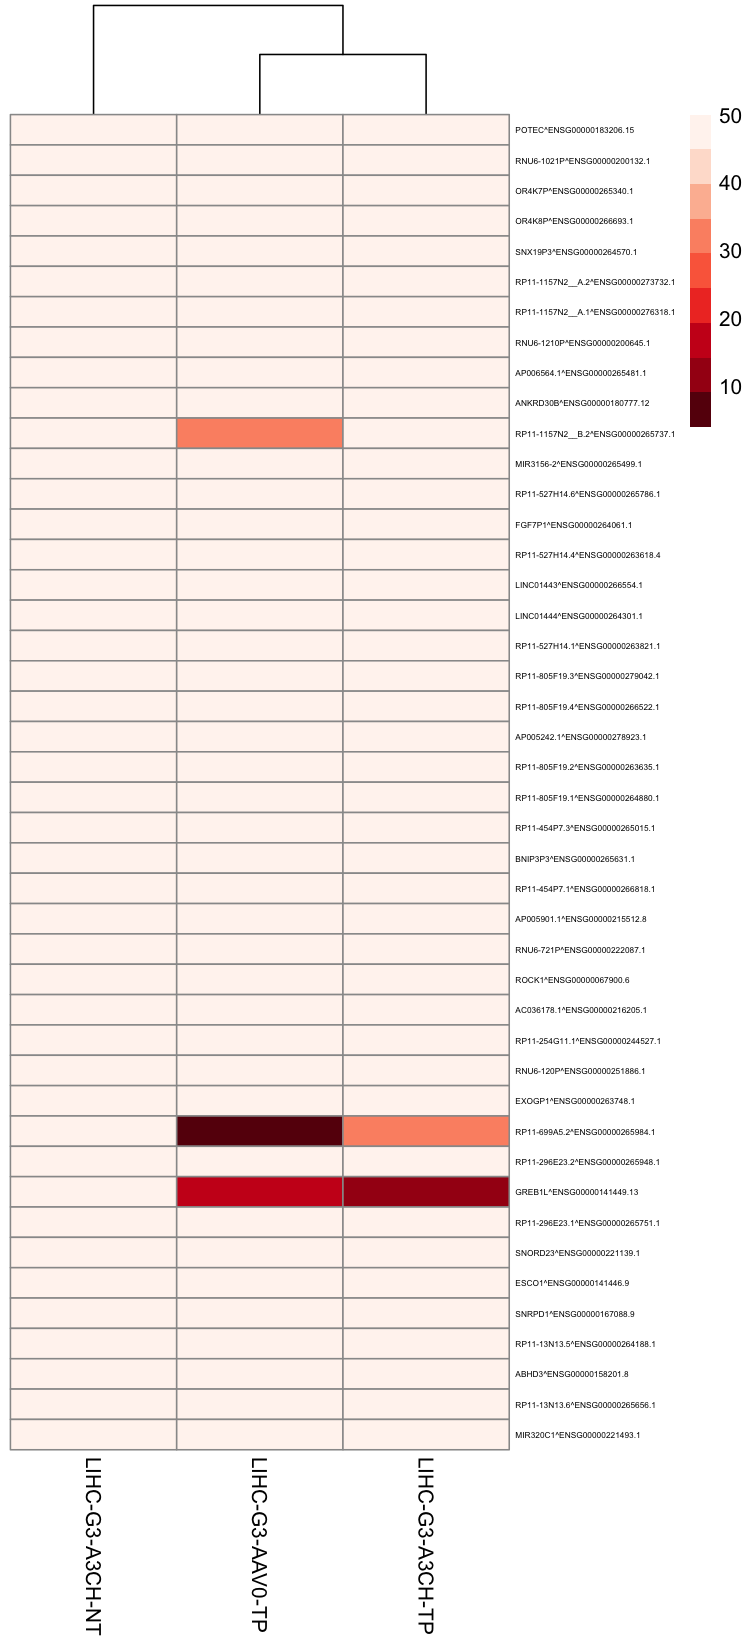 POTEC^ENSG00000183206.15
RNU6-1021P^ENSG00000200132.1
OR4K7P^ENSG00000265340.1
OR4K8P^ENSG00000266693.1
SNX19P3^ENSG00000264570.1
RP11-1157N2__A.2^ENSG00000273732.1
RP11-1157N2__A.1^ENSG00000276318.1
RNU6-1210P^ENSG00000200645.1
AP006564.1^ENSG00000265481.1
ANKRD30B^ENSG00000180777.12
RP11-1157N2__B.2^ENSG00000265737.1
MIR3156-2^ENSG00000265499.1
RP11-527H14.6^ENSG00000265786.1
FGF7P1^ENSG00000264061.1
RP11-527H14.4^ENSG00000263618.4
LINC01443^ENSG00000266554.1
LINC01444^ENSG00000264301.1
RP11-527H14.1^ENSG00000263821.1
RP11-805F19.3^ENSG00000279042.1
RP11-805F19.4^ENSG00000266522.1
AP005242.1^ENSG00000278923.1
RP11-805F19.2^ENSG00000263635.1
RP11-805F19.1^ENSG00000264880.1
RP11-454P7.3^ENSG00000265015.1
BNIP3P3^ENSG00000265631.1
RP11-454P7.1^ENSG00000266818.1
AP005901.1^ENSG00000215512.8
RNU6-721P^ENSG00000222087.1
ROCK1^ENSG00000067900.6
AC036178.1^ENSG00000216205.1
RP11-254G11.1^ENSG00000244527.1
RNU6-120P^ENSG00000251886.1
EXOGP1^ENSG00000263748.1
RP11-699A5.2^ENSG00000265984.1
RP11-296E23.2^ENSG00000265948.1
GREB1L^ENSG00000141449.13
RP11-296E23.1^ENSG00000265751.1
SNORD23^ENSG00000221139.1
ESCO1^ENSG00000141446.9
SNRPD1^ENSG00000167088.9
RP11-13N13.5^ENSG00000264188.1
ABHD3^ENSG00000158201.8
RP11-13N13.6^ENSG00000265656.1
MIR320C1^ENSG00000221493.1
50
40
30
20
10
LIHC-G3-A3CH-NT
LIHC-G3-AAV0-TP
LIHC-G3-A3CH-TP